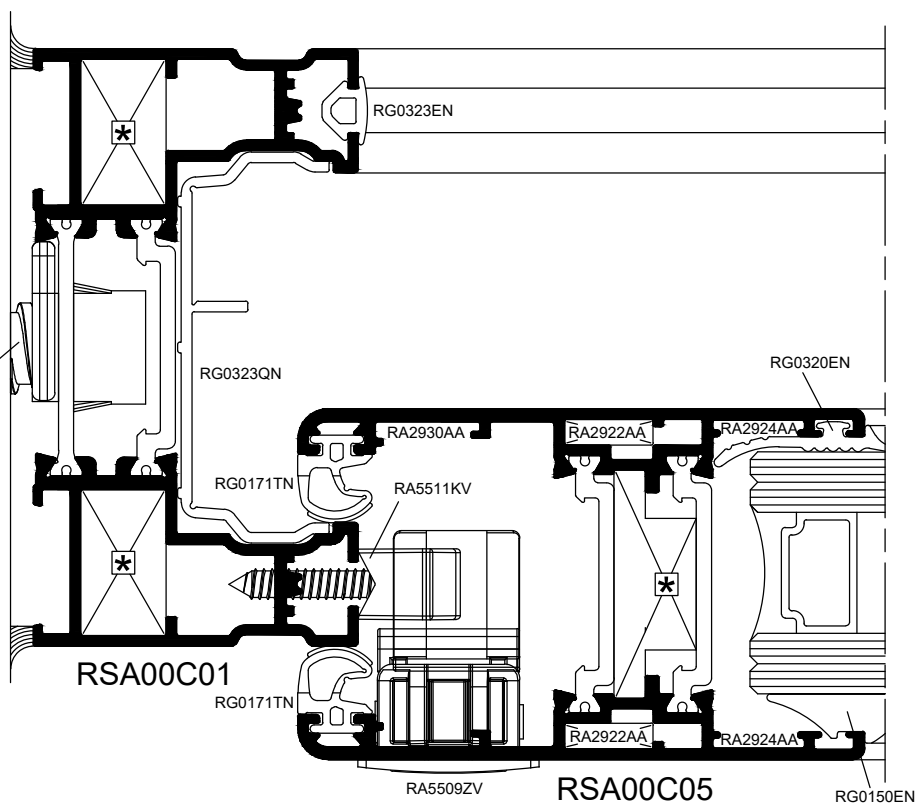 RG0323EN
*
RG0323QN
RG0320EN
RA2930AA
RA2922AA
RA2924AA
RG0171TN
RA5511KV
*
*
RSA00C01
RG0171TN
RA2922AA
RA2924AA
RA5509ZV
RSA00C05
RG0150EN